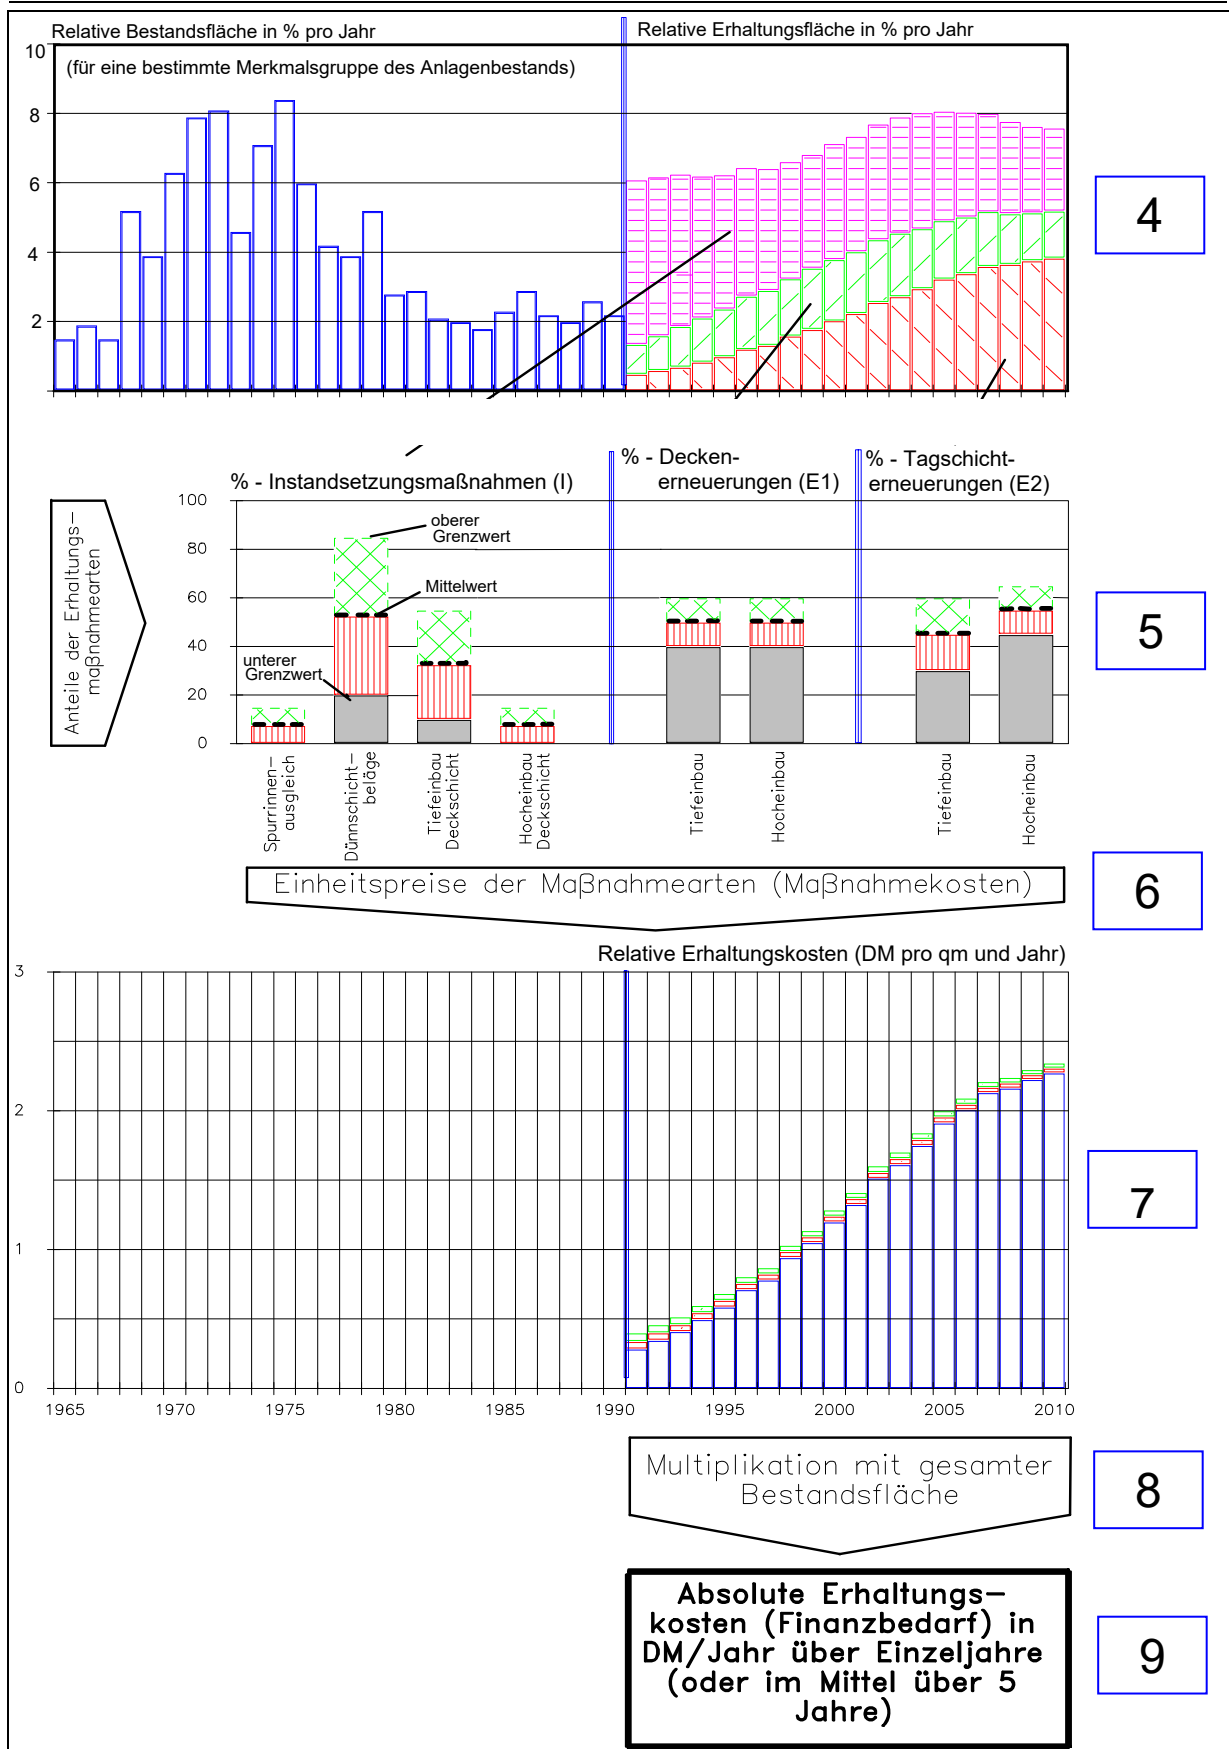 Relative Bestandsfläche in % pro Jahr
Relative Erhaltungsfläche in % pro Jahr
(für eine bestimmte Merkmalsgruppe des Anlagenbestands)
10
8
6
4
2
4
% - Instandsetzungsmaßnahmen (I)
% - Decken-
erneuerungen (E1)
% - Tagschicht-
erneuerungen (E2)
Anteile der Erhaltungs-
maßnahmearten
100
80
60
40
20
0
oberer
Grenzwert
Mittelwert
unterer
Grenzwert
Spurrinnen-
ausgleich
Dünnschicht-
beläge
Tiefeinbau
Deckschicht
Hocheinbau
Deckschicht
Tiefeinbau
Hocheinbau
Tiefeinbau
Hocheinbau
5
Einheitspreise der Maßnahmearten (Maßnahmekosten)
6
Relative Erhaltungskosten (DM pro qm und Jahr)
3
2
1
0
1965
1970
1975
1980
1985
1990
1995
2000
2005
2010
7
Multiplikation mit gesamter
Bestandsfläche
8
Absolute Erhaltungs-
kosten (Finanzbedarf) in
DM/Jahr über Einzeljahre
(oder im Mittel über 5
Jahre)
9